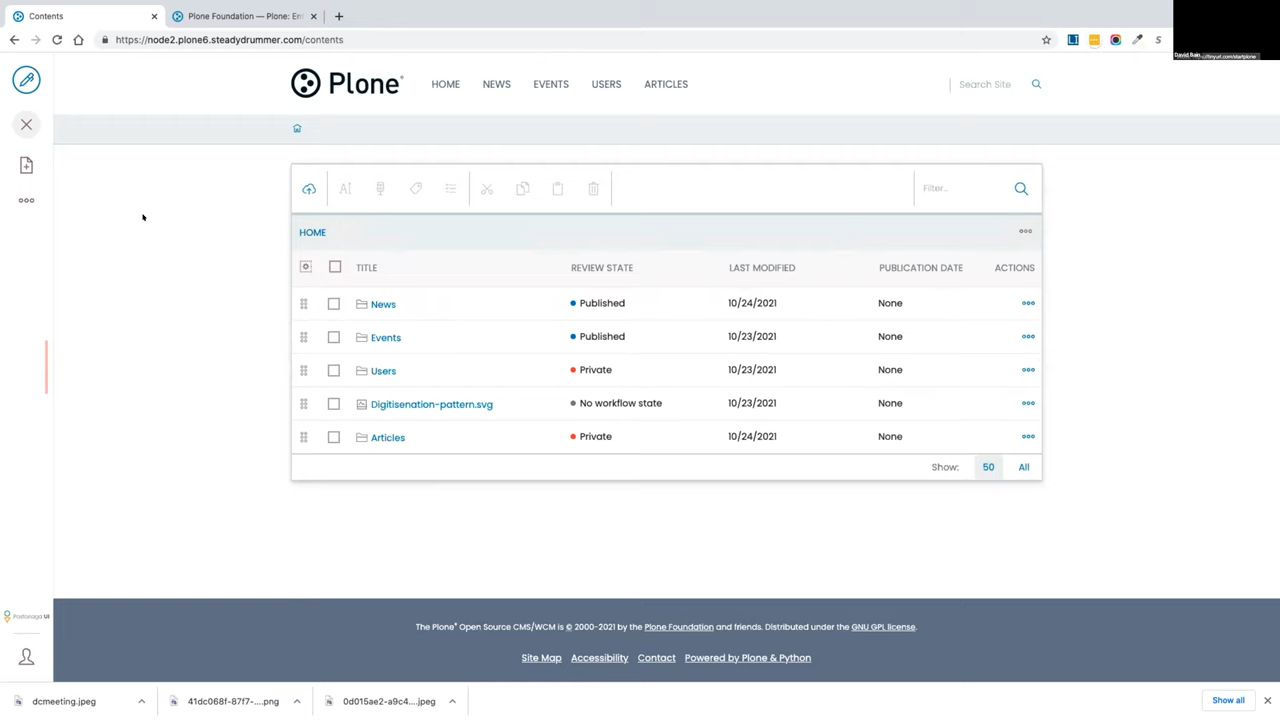 Contents
Plone Foundation — Plone: En
https://node2.plone6.steadydrummer.com/contents
S
David Bain
Plone®
HOME
NEWS
EVENTS
USERS
ARTICLES
Search Site
Filter...
HOME
TITLE REVIEW STATE LAST MODIFIED PUBLICATION DATE ACTIONS
News Published 10/24/2021 None
Events Published 10/23/2021 None
Users Private 10/23/2021 None
Digitisenation-pattern.svg No workflow state 10/23/2021 None
Articles Private 10/24/2021 None
Show: 50 All
Pastanaga UI
The Plone® Open Source CMS/WCM is © 2000-2021 by the Plone Foundation and friends. Distributed under the GNU GPL license.
Site Map Accessibility Contact Powered by Plone & Python
dcmeeting.jpeg
41dc068f-87f7-....png
0d015ae2-a9c4....jpeg
Show all